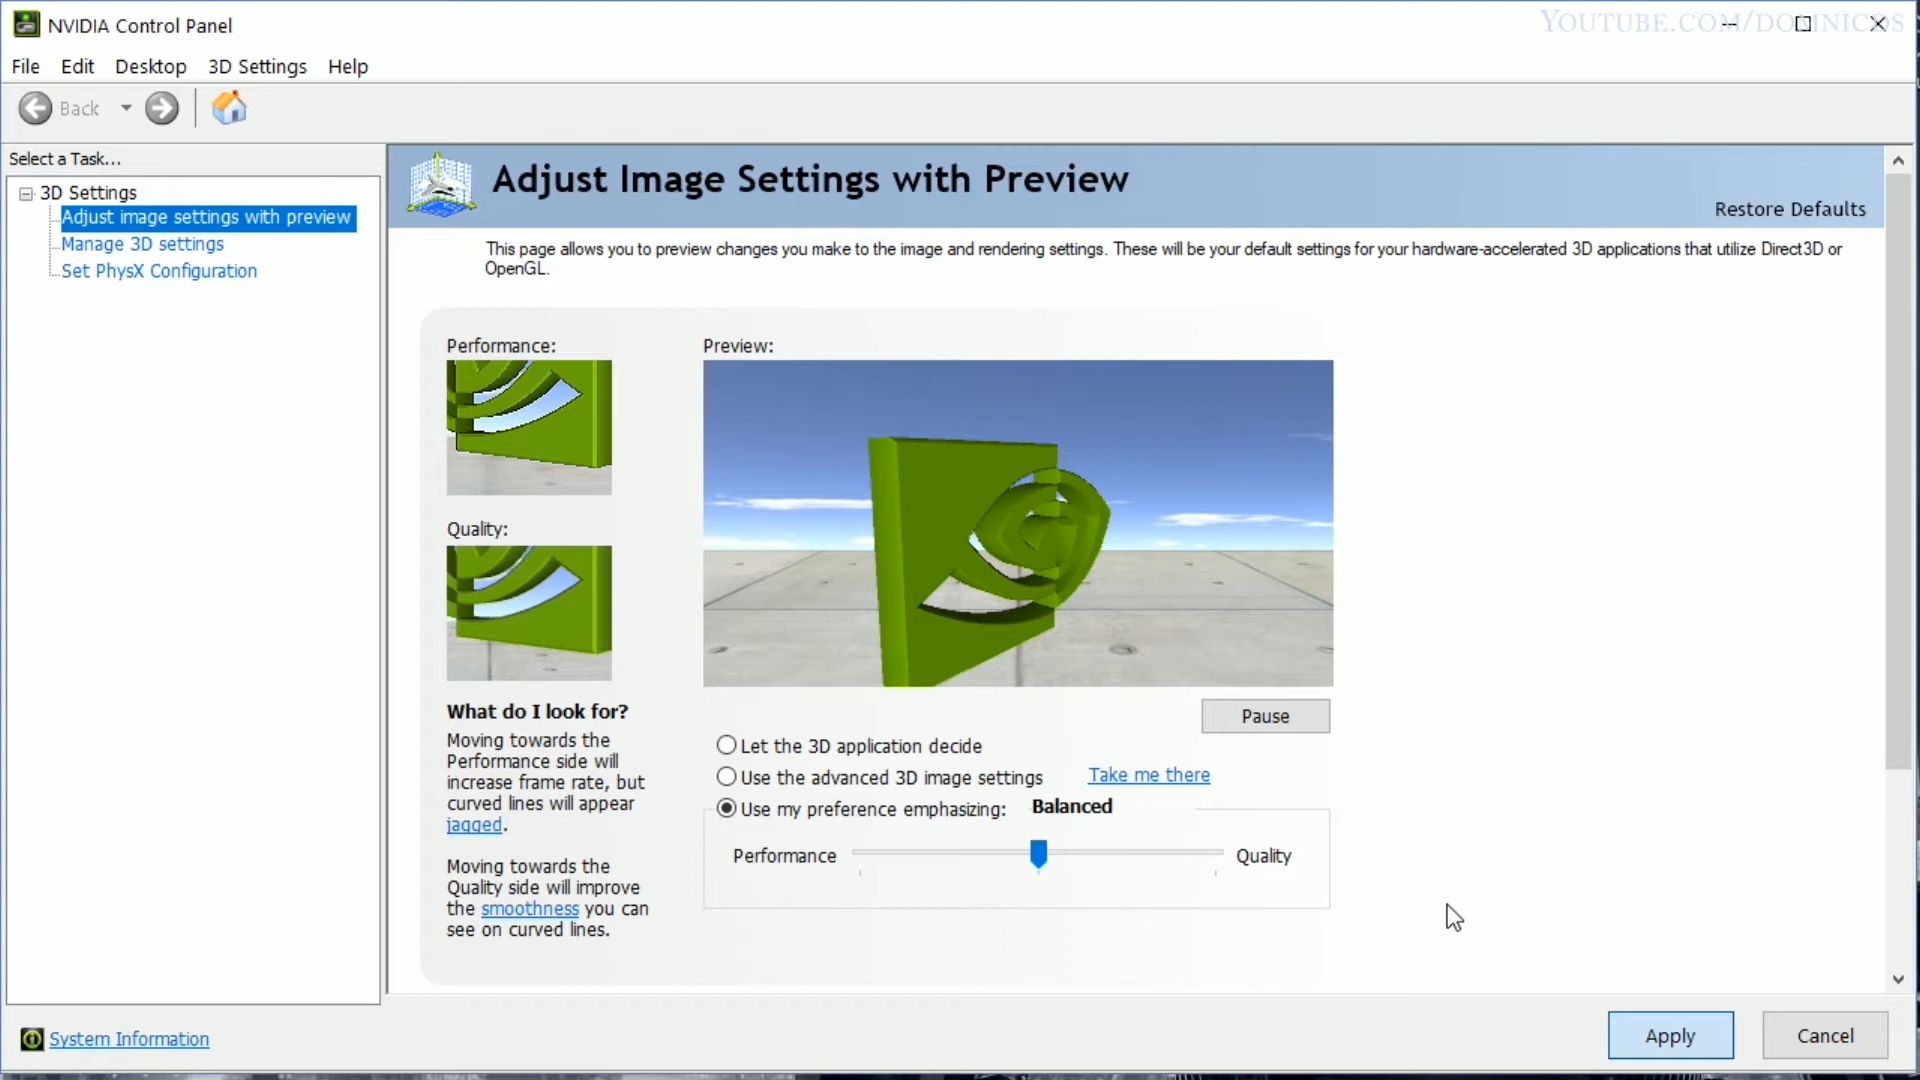 NVIDIA Control Panel
YOUTUBE.COM/DOMNICOS
File Edit Desktop 3D Settings Help
Back
Select a Task...
3D Settings
Adjust image settings with preview
Manage 3D settings
Set PhysX Configuration
Adjust Image Settings with Preview
Restore Defaults
This page allows you to preview changes you make to the image and rendering settings. These will be your default settings for your hardware-accelerated 3D applications that utilize Direct3D or
OpenGL.
Performance:
Quality:
What do I look for?
Moving towards the
Performance side will
increase frame rate, but
curved lines will appear
jagged.
Moving towards the
Quality side will improve
the smoothness you can
see on curved lines.
Preview:
Pause
Let the 3D application decide
Use the advanced 3D image settings Take me there
Use my preference emphasizing: Balanced
Performance Quality
System Information
Apply Cancel